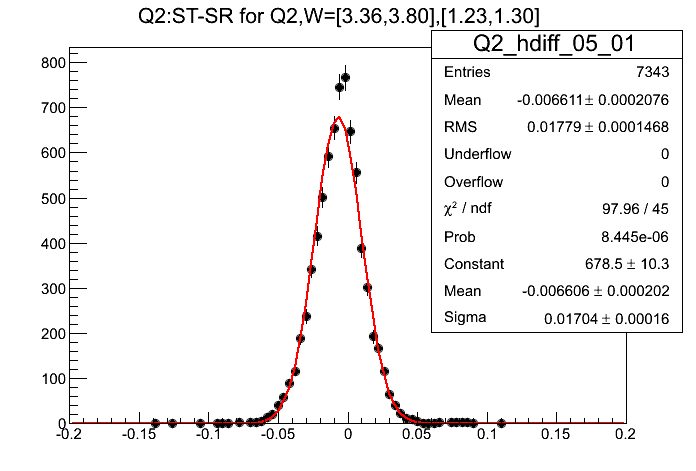 Q2:ST-SR for Q2,W=[3.36,3.80],[1.23,1.30]
Q2_hdiff_05_01
Entries 7343
Mean -0.006611± 0.0002076
RMS 0.01779 ± 0.0001468
Underflow 0
Overflow 0
χ² / ndf 97.96 / 45
Prob 8.445e-06
Constant 678.5 ± 10.3
Mean -0.006606 ± 0.000202
Sigma 0.01704 ± 0.00016
800
700
600
500
400
300
200
100
0
-0.2 -0.15 -0.1 -0.05 0 0.05 0.1 0.15 0.2